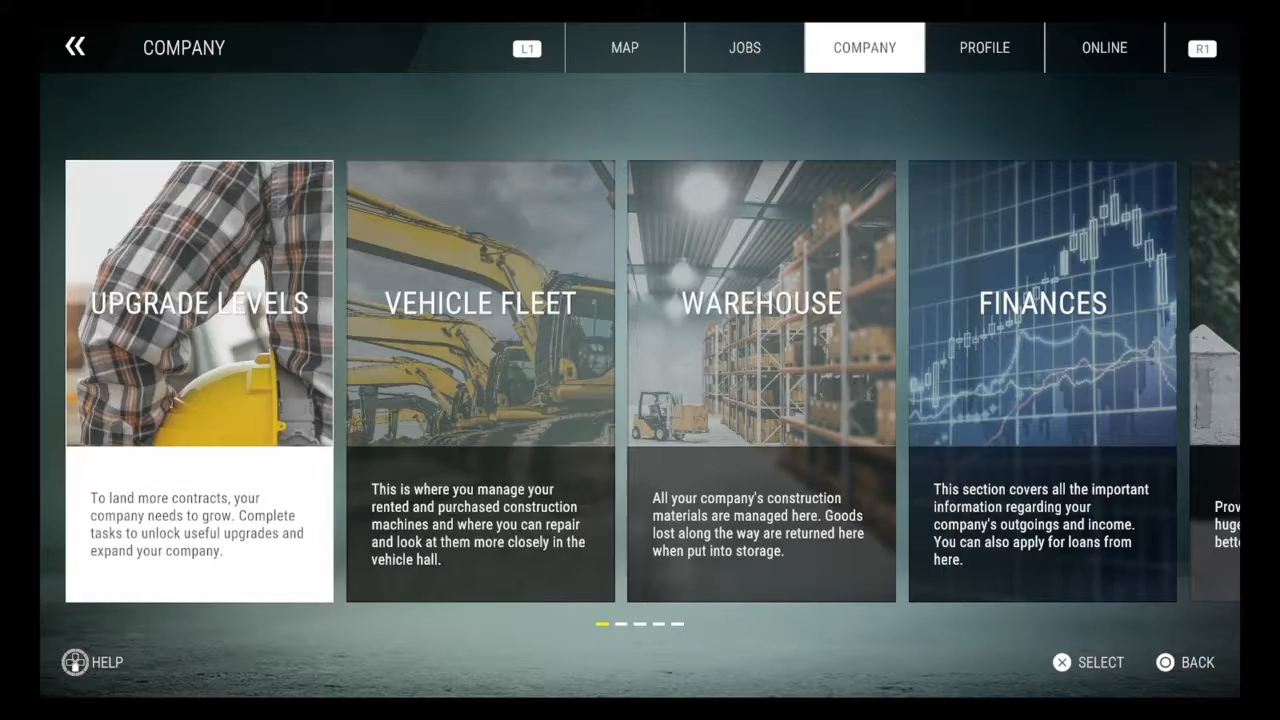 COMPANY
L1
MAP
JOBS
COMPANY
PROFILE
ONLINE
R1
UPGRADE LEVELS
To land more contracts, your
company needs to grow. Complete
tasks to unlock useful upgrades and
expand your company.
VEHICLE FLEET
This is where you manage your
rented and purchased construction
machines and where you can repair
and look at them more closely in the
vehicle hall.
WAREHOUSE
All your company's construction
materials are managed here. Goods
lost along the way are returned here
when put into storage.
FINANCES
This section covers all the important
information regarding your
company's outgoings and income.
You can also apply for loans from
here.
Prov
huge
bett
HELP
SELECT
BACK